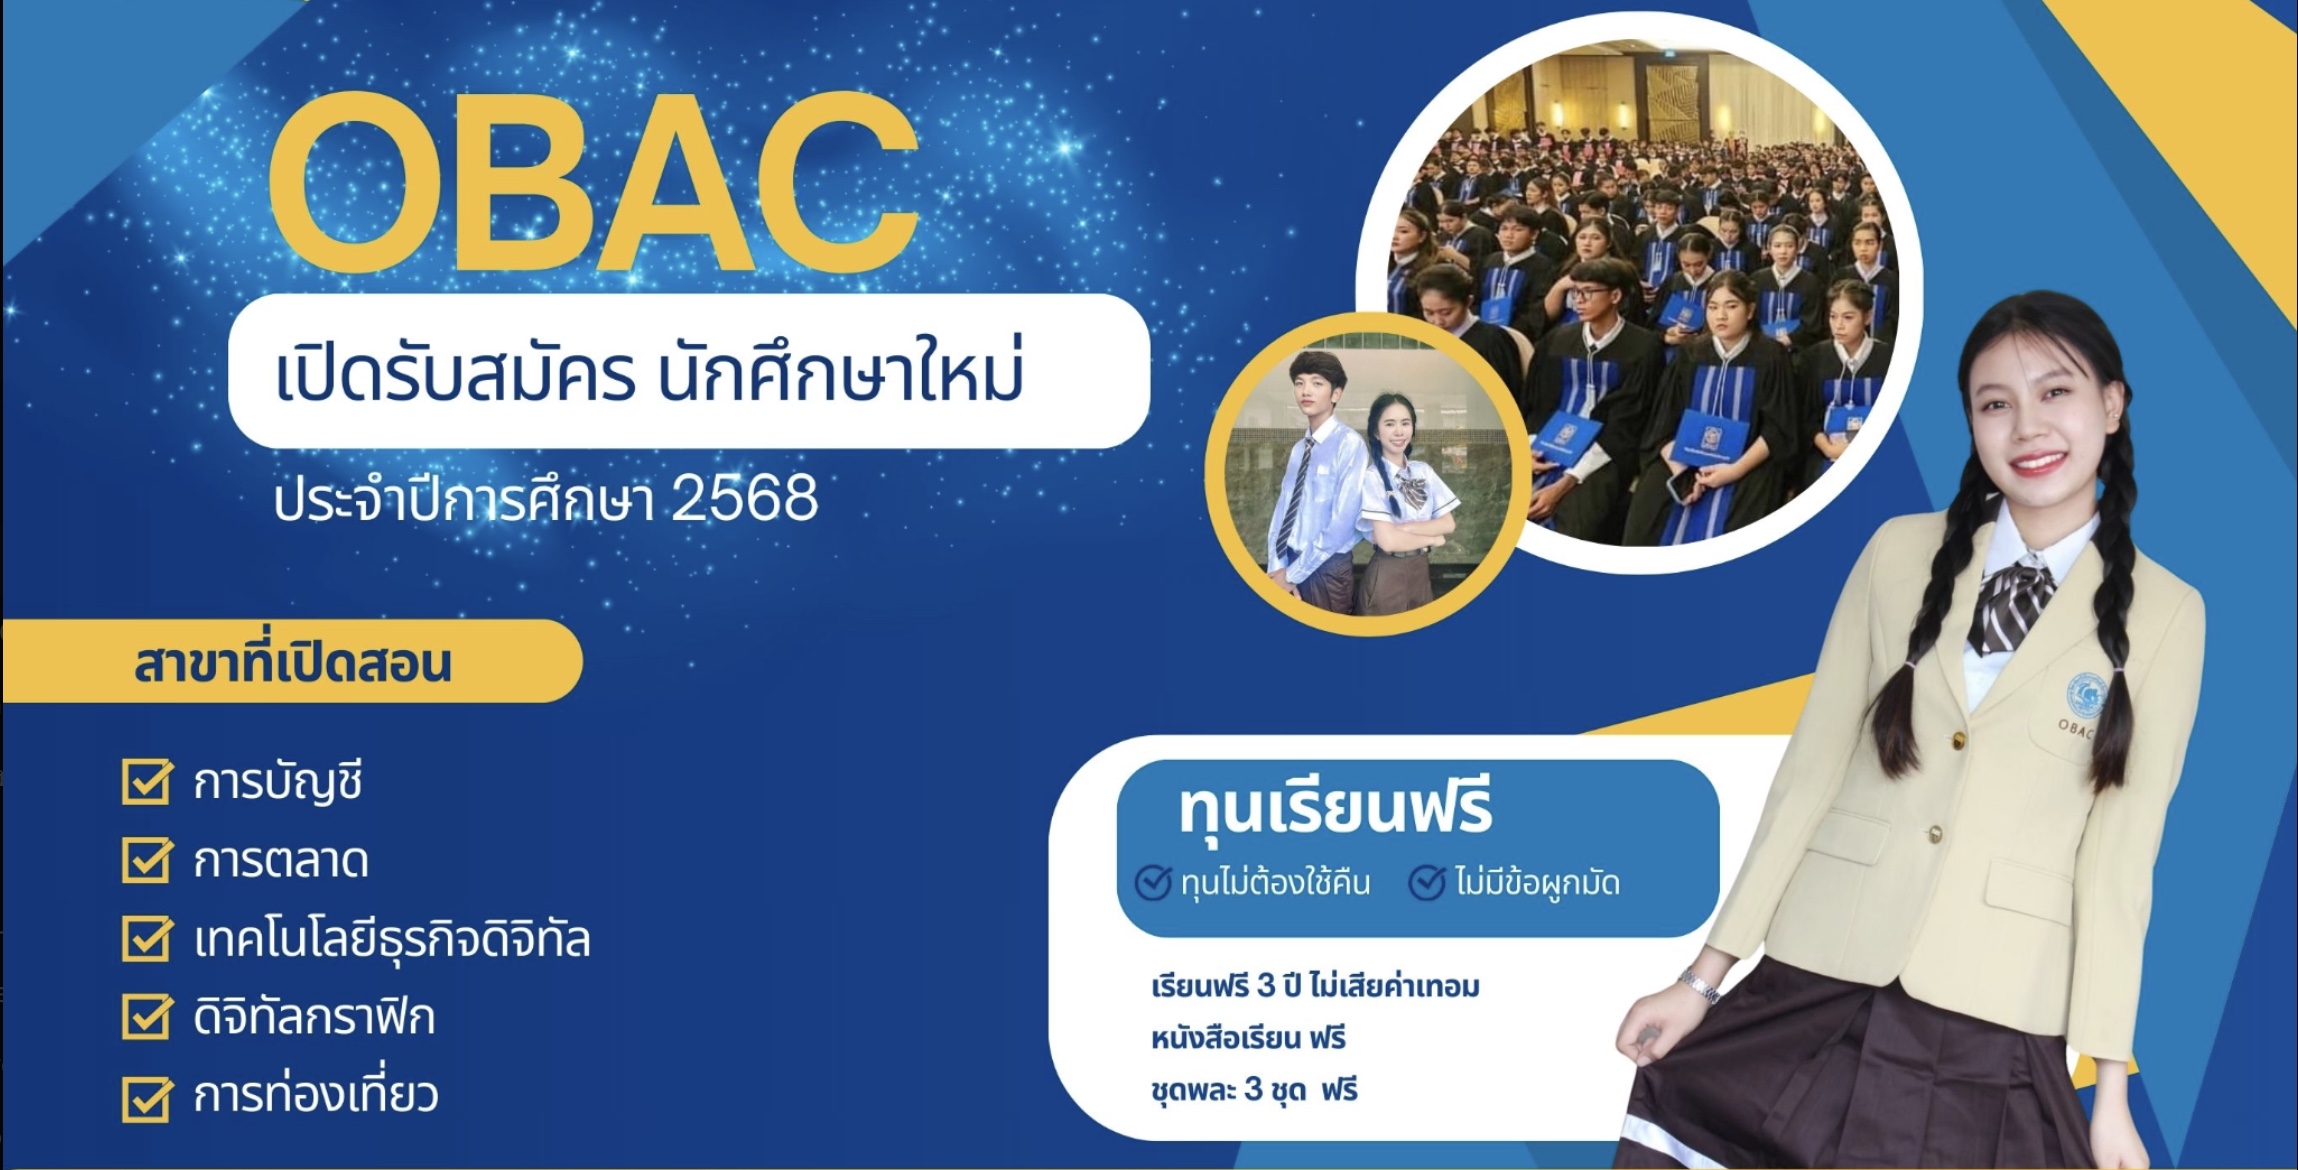 OBAC
เปิดรับสมัคร นักศึกษาใหม่
ประจำปีการศึกษา 2568
สาขาที่เปิดสอน
การบัญชี
การตลาด
เทคโนโลยีธุรกิจดิจิทัล
ดิจิทัลกราฟิก
การท่องเที่ยว
ทุนเรียนฟรี
ทุนไม่ต้องใช้คืน ไม่มีข้อผูกมัด
เรียนฟรี 3 ปี ไม่เสียค่าเทอม
หนังสือเรียน ฟรี
ชุดพละ 3 ชุด ฟรี
OBAC